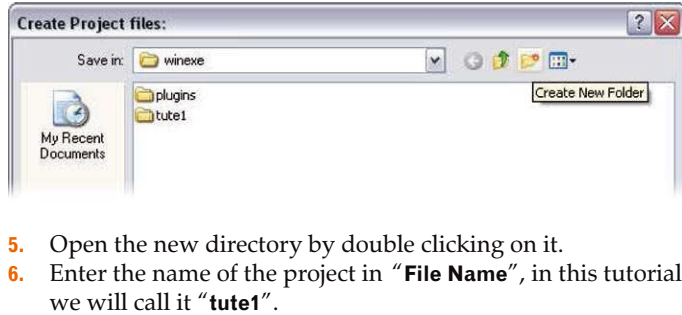 Create Project files:
Save in:
winexe
plugins
Create New Folder
tute1
My Recent
Documents
5. Open the new directory by double clicking on it.
6. Enter the name of the project in “File Name”, in this tutorial
we will call it “tute1”.